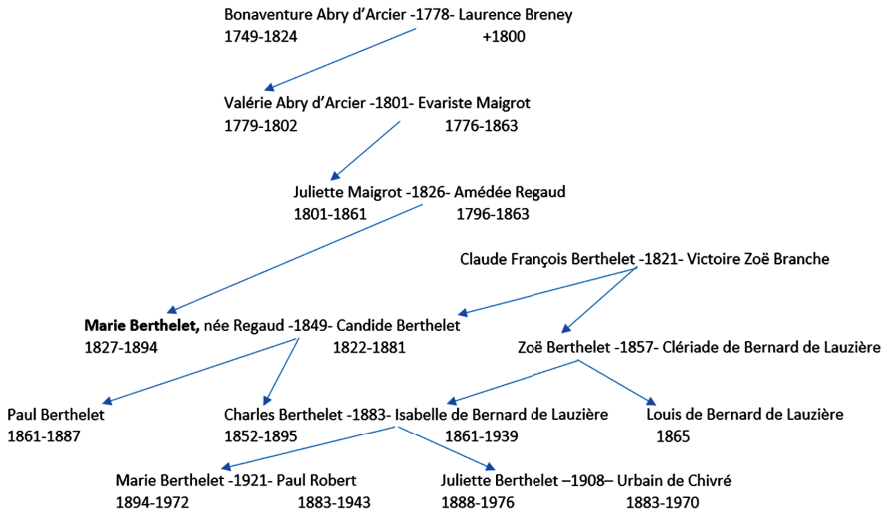 Bonaventure Abry d’Arcier -1778- Laurence Breney
1749-1824 +1800
Valérie Abry d’Arcier -1801- Evariste Maigrot
1779-1802 1776-1863
Juliette Maigrot -1826- Amédée Regaud
1801-1861 1796-1863
Claude François Berthelet -1821- Victoire Zoë Branche
Marie Berthelet, née Regaud -1849- Candide Berthelet
1827-1894 1822-1881
Zoë Berthelet -1857- Clériade de Bernard de Lauzière
Paul Berthelet Charles Berthelet -1883- Isabelle de Bernard de Lauzière Louis de Bernard de Lauzière
1861-1887 1852-1895 1861-1939 1865
Marie Berthelet -1921- Paul Robert Juliette Berthelet –1908– Urbain de Chivré
1894-1972 1883-1943 1888-1976 1883-1970